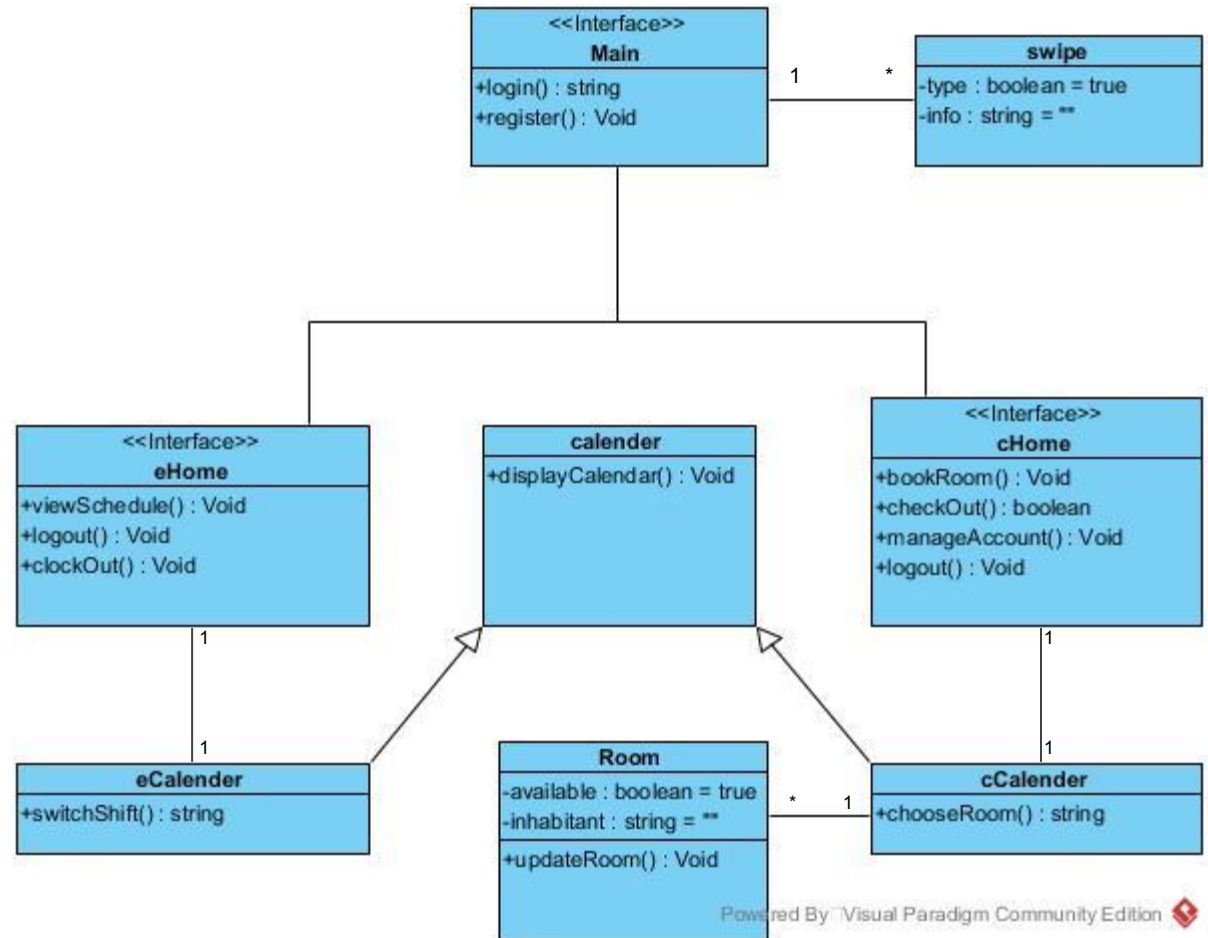 <<Interface>>
Main
+login() : string
+register() : Void
1
*
swipe
-type : boolean = true
-info : string = ""
<<Interface>>
eHome
+viewSchedule() : Void
+logout() : Void
+clockOut() : Void
calender
+displayCalendar() : Void
<<Interface>>
cHome
+bookRoom() : Void
+checkOut() : boolean
+manageAccount() : Void
+logout() : Void
1
1
1
1
eCalender
+switchShift() : string
Room
-available : boolean = true
-inhabitant : string = ""
+updateRoom() : Void
*
1
cCalender
+chooseRoom() : string
Powered By Visual Paradigm Community Edition